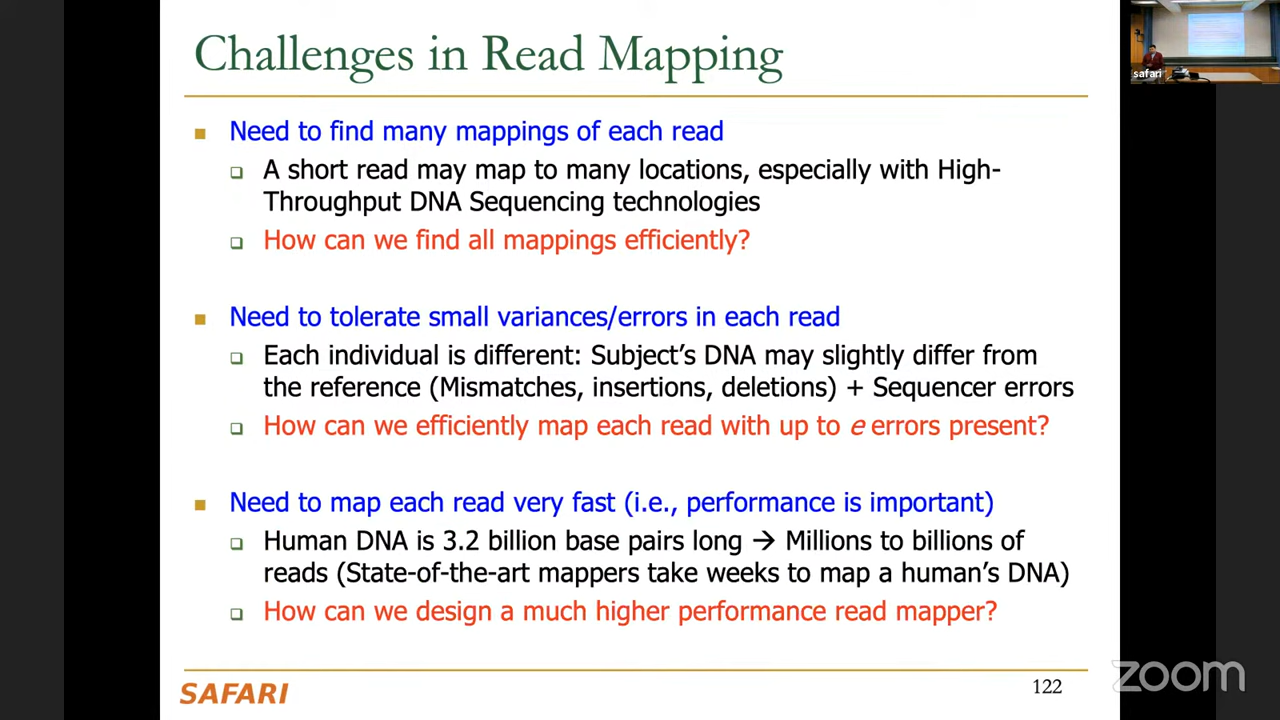 Challenges in Read Mapping
Need to find many mappings of each read
A short read may map to many locations, especially with High-
Throughput DNA Sequencing technologies
How can we find all mappings efficiently?
Need to tolerate small variances/errors in each read
Each individual is different: Subject's DNA may slightly differ from
the reference (Mismatches, insertions, deletions) + Sequencer errors
How can we efficiently map each read with up to e errors present?
Need to map each read very fast (i.e., performance is important)
Human DNA is 3.2 billion base pairs long → Millions to billions of
reads (State-of-the-art mappers take weeks to map a human's DNA)
How can we design a much higher performance read mapper?
SAFARI
122
safari
zoom